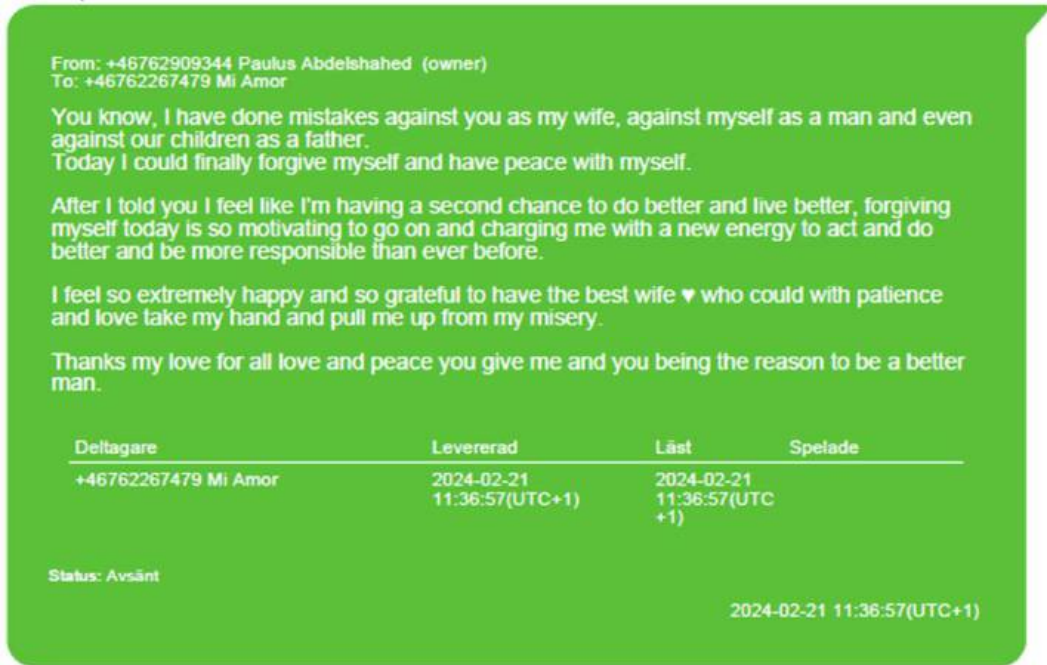 From: +46762909344 Paulus Abdelshahed (owner)
To: +46762267479 Mi Amor
You know, I have done mistakes against you as my wife, against myself as a man and even
against our children as a father.
Today I could finally forgive myself and have peace with myself.
After I told you I feel like I'm having a second chance to do better and live better, forgiving
myself today is so motivating to go on and charging me with a new energy to act and do
better and be more responsible than ever before.
I feel so extremely happy and so grateful to have the best wife ♥ who could with patience
and love take my hand and pull me up from my misery.
Thanks my love for all love and peace you give me and you being the reason to be a better
man.
Deltagare Levererad Läst Spelade
+46762267479 Mi Amor 2024-02-21 2024-02-21
11:36:57(UTC+1) 11:36:57(UTC
+1)
Status: Avsänt
2024-02-21 11:36:57(UTC+1)